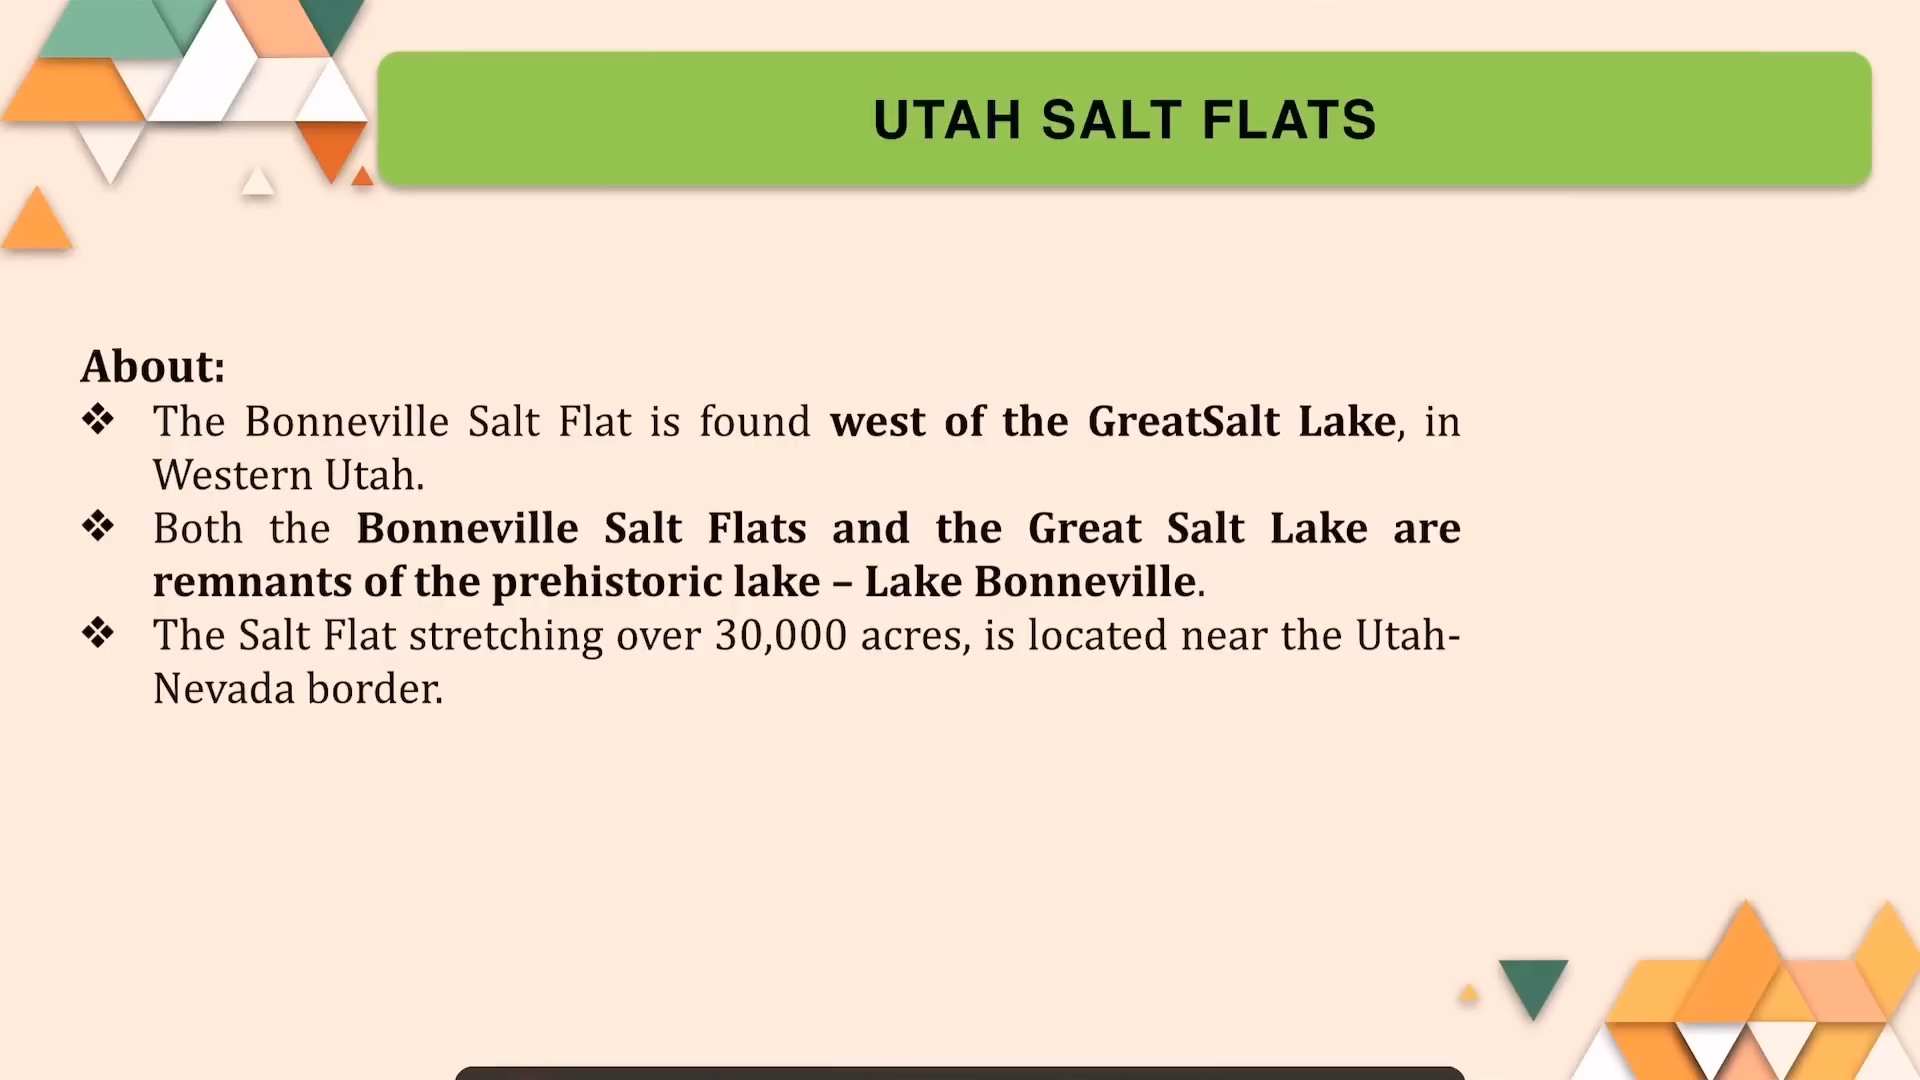 UTAH SALT FLATS
About:
❖ The Bonneville Salt Flat is found west of the GreatSalt Lake, in
Western Utah.
❖ Both the Bonneville Salt Flats and the Great Salt Lake are
remnants of the prehistoric lake – Lake Bonneville.
❖ The Salt Flat stretching over 30,000 acres, is located near the Utah-
Nevada border.